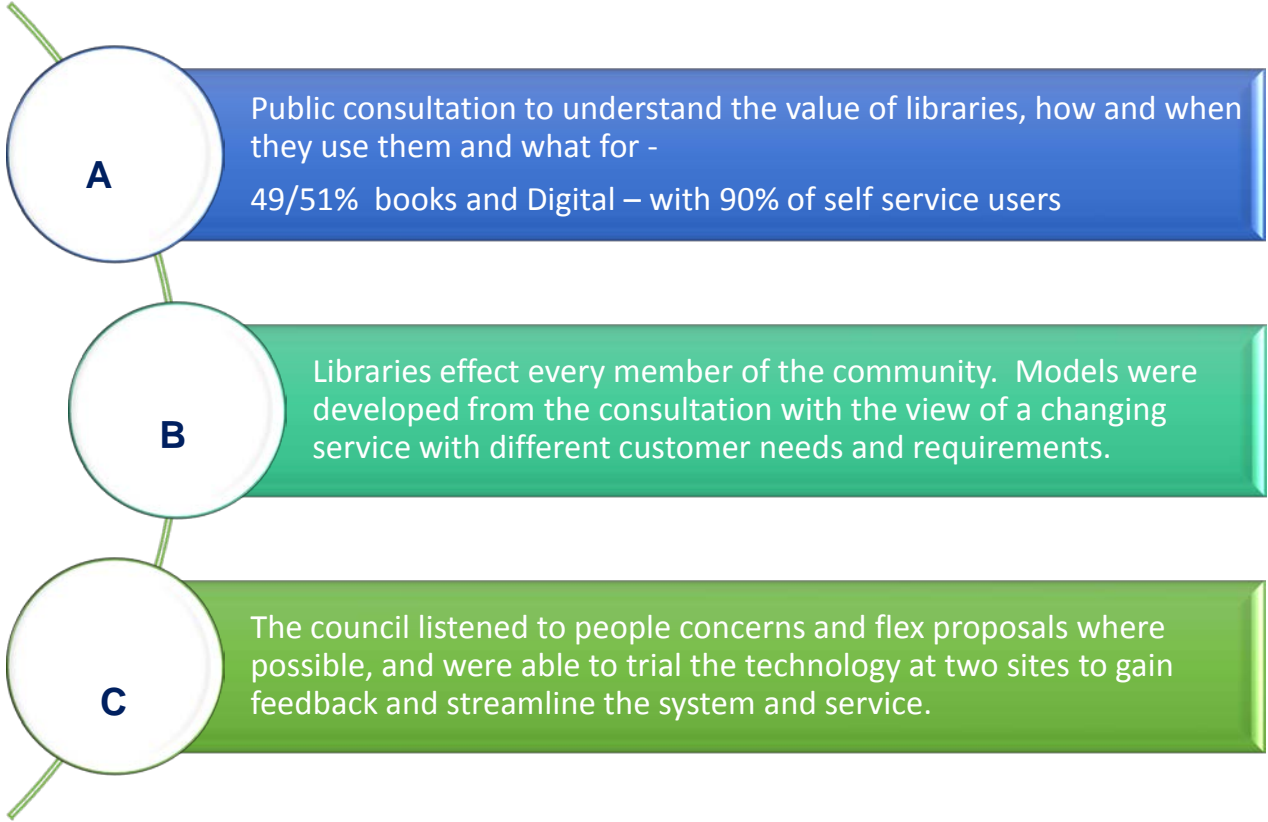 A
Public consultation to understand the value of libraries, how and when
they use them and what for -
49/51%  books and Digital – with 90% of self service users
B
Libraries effect every member of the community.  Models were
developed from the consultation with the view of a changing
service with different customer needs and requirements.
C
The council listened to people concerns and flex proposals where
possible, and were able to trial the technology at two sites to gain
feedback and streamline the system and service.